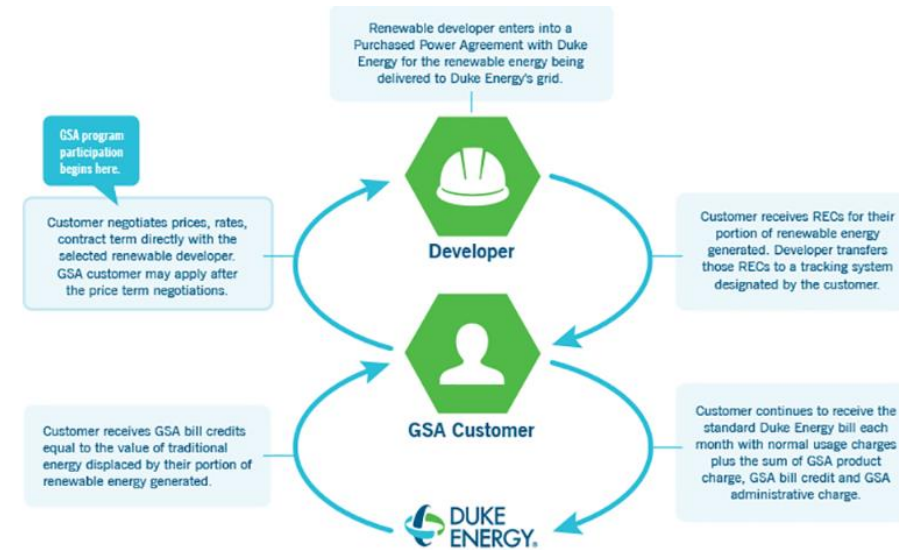 Renewable developer enters into a
Purchased Power Agreement with Duke
Energy for the renewable energy being
delivered to Duke Energy's grid.
GSA program
participation
begins here.
Customer negotiates prices, rates,
contract term directly with the
selected renewable developer.
GSA customer may apply after
the price term negotiations.
Developer
Customer receives RECs for their
portion of renewable energy
generated. Developer transfers
those RECs to a tracking system
designated by the customer.
GSA Customer
Customer receives GSA bill credits
equal to the value of traditional
energy displaced by their portion of
renewable energy generated.
Customer continues to receive the
standard Duke Energy bill each
month with normal usage charges
plus the sum of GSA product
charge, GSA bill credit and GSA
administrative charge.
DUKE
ENERGY®